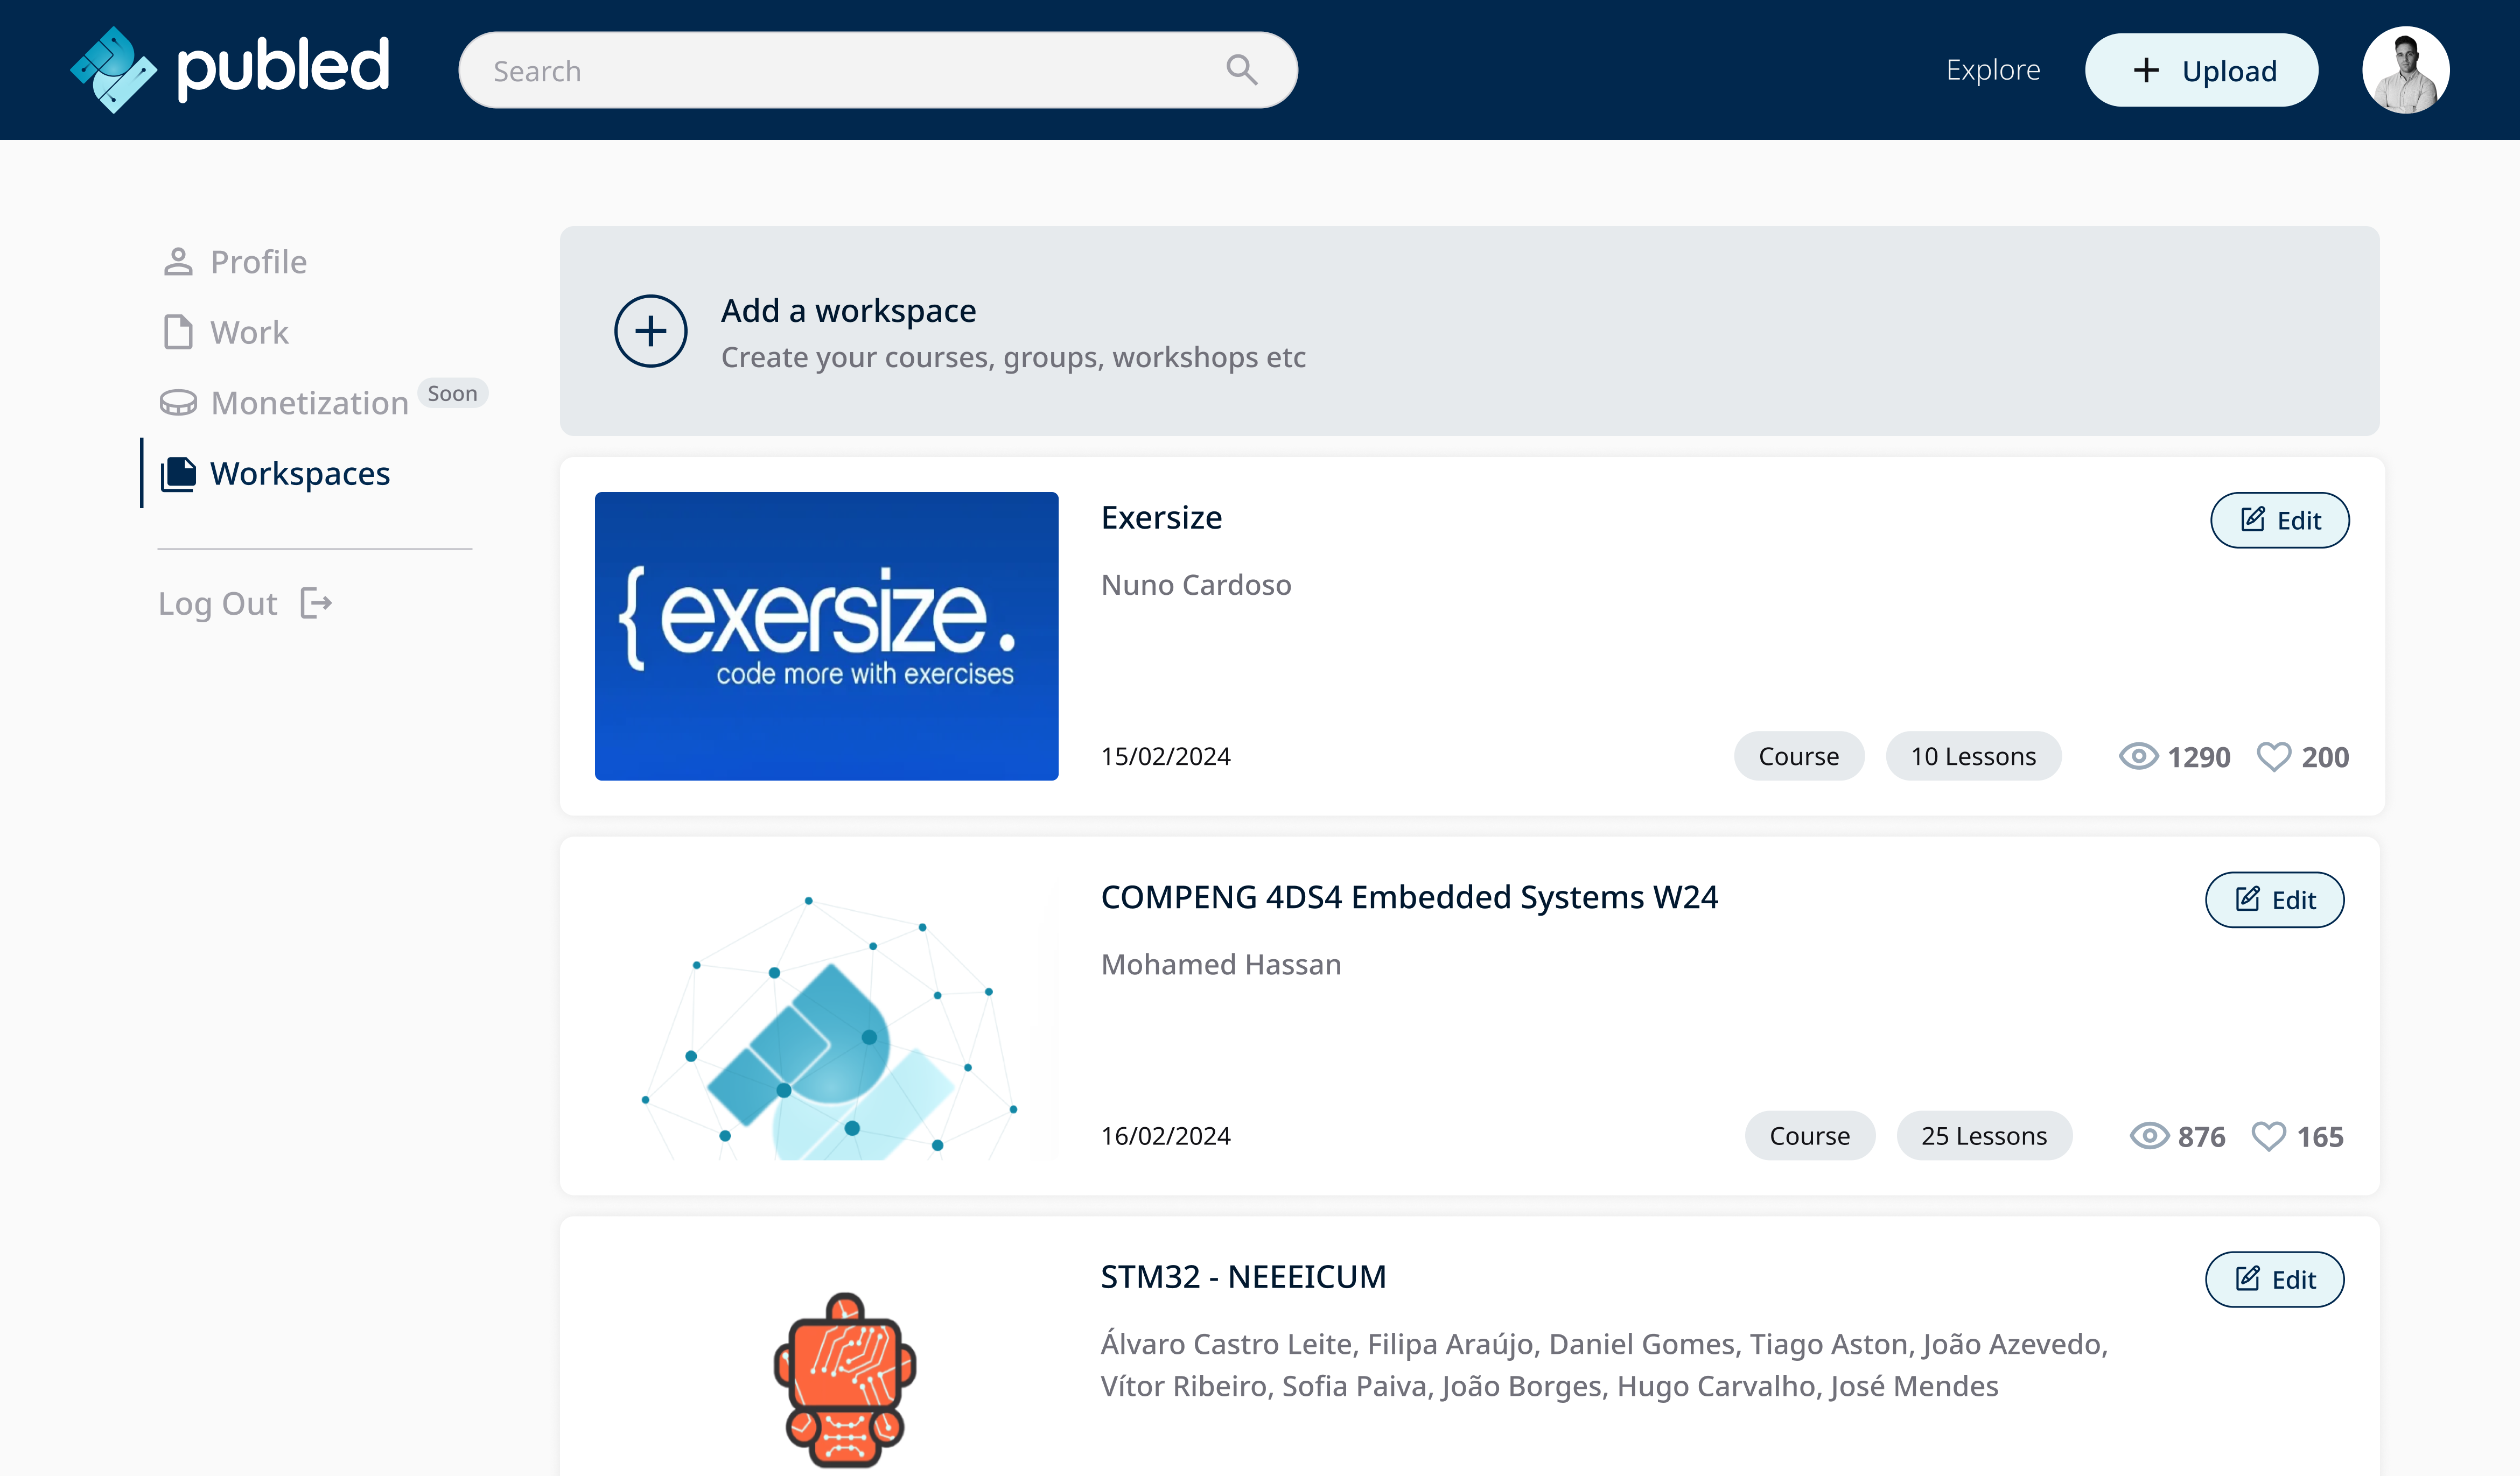 publed
Search
Explore
Upload
Profile
Work
Monetization Soon
Workspaces
Log Out
Add a workspace
Create your courses, groups, workshops etc
{ exersize.
code more with exercises
Exersize
Edit
Nuno Cardoso
15/02/2024
Course
10 Lessons
1290
200
COMPENG 4DS4 Embedded Systems W24
Edit
Mohamed Hassan
16/02/2024
Course
25 Lessons
876
165
STM32 - NEEEICUM
Edit
Álvaro Castro Leite, Filipa Araújo, Daniel Gomes, Tiago Aston, João Azevedo,
Vítor Ribeiro, Sofia Paiva, João Borges, Hugo Carvalho, José Mendes